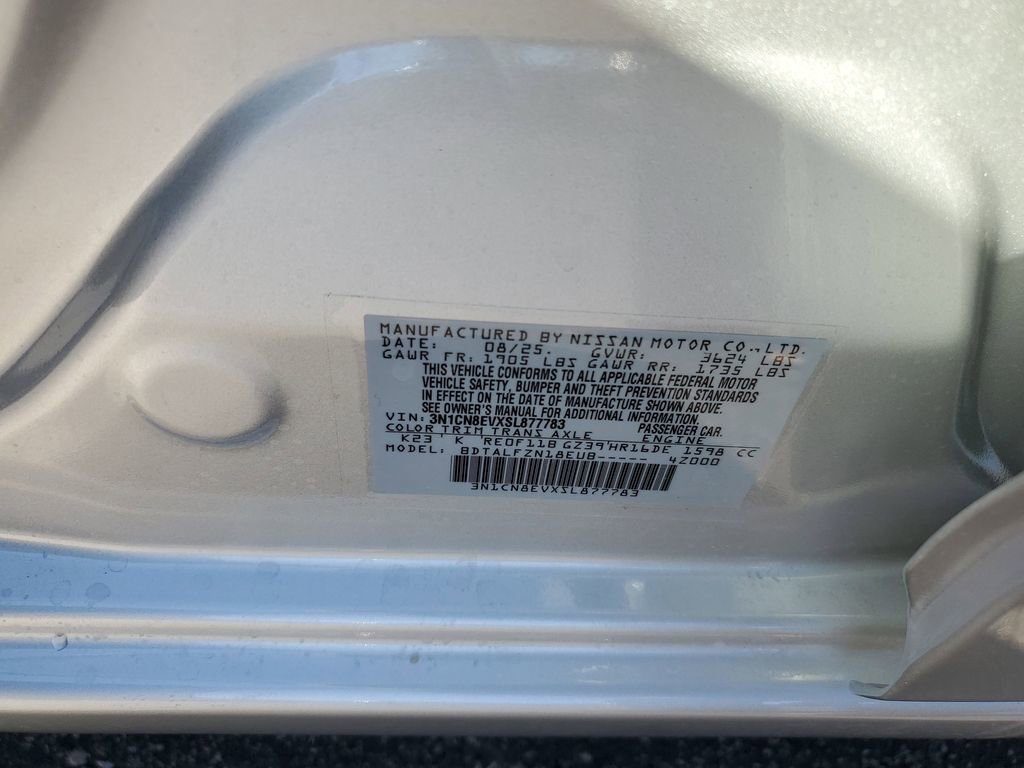 MANUFACTURED BY NISSAN MOTOR CO.,LTD.
DATE: 08/25. GVWR: 3624 LBS
GAWR FR: 1905 LBS GAWR RR: 1735 LBS
THIS VEHICLE CONFORMS TO ALL APPLICABLE FEDERAL MOTOR
VEHICLE SAFETY, BUMPER AND THEFT PREVENTION STANDARDS
IN EFFECT ON THE DATE OF MANUFACTURE SHOWN ABOVE.
SEE OWNER'S MANUAL FOR ADDITIONAL INFORMATION.
VIN: 3N1CN8EVXSL877783 PASSENGER CAR.
COLOR TRIM TRANS AXLE ENGINE
K23 ' K ' RE0F11B GZ39 'HR16DE 1598 CC
MODEL: BDTALFZN18EUB----- 4Z000
3N1CN8EVXSL877783